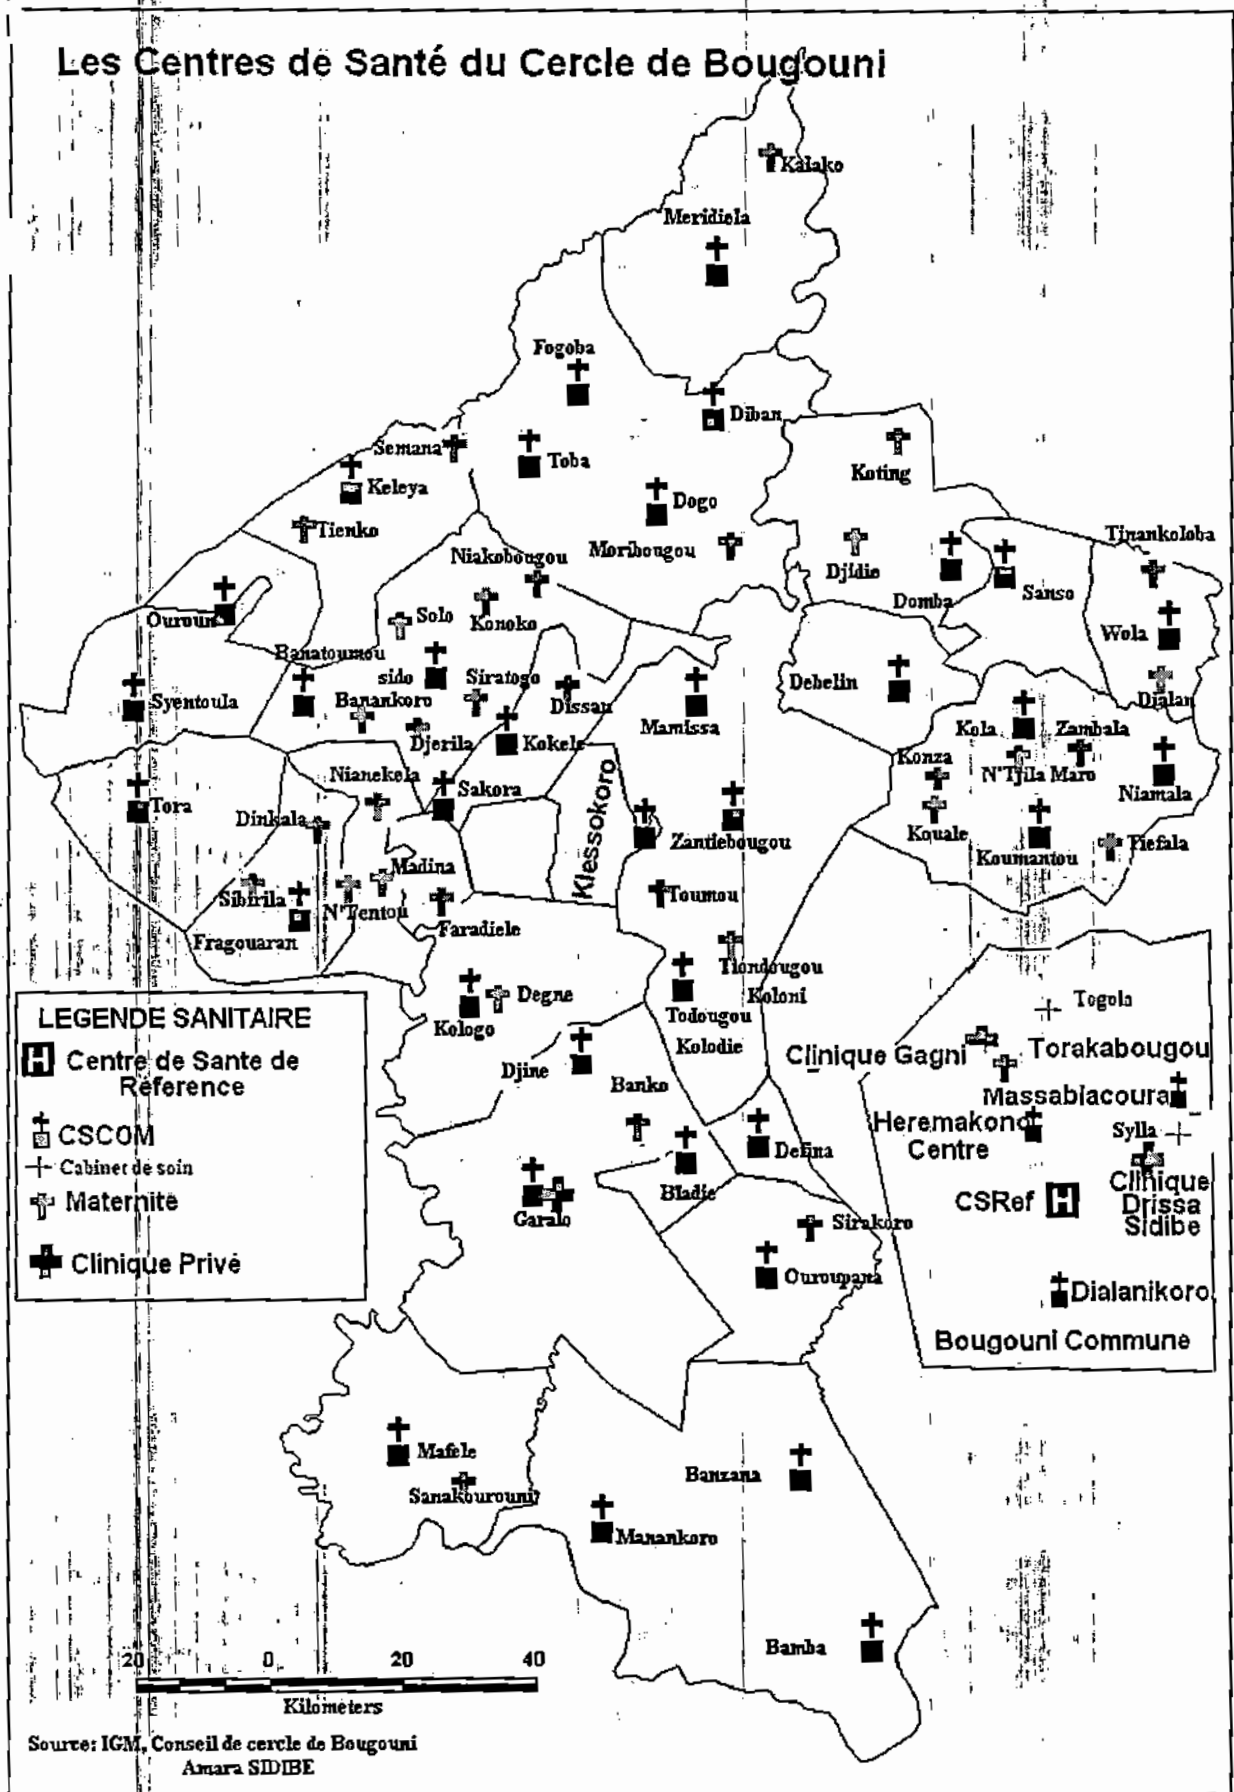 Les Centres de Santé du Cercle de Bougouni
Kalako
Meridiela
Fogoba
Diban
Semana
Toba
Koting
Keleya
Dogo
Tienko
Moribougou
Niakobougou
Djidie
Tinankoloba
Domba
Sanso
Ouroun
Solo
Konoko
Wola
Banatoumou
sido
Siratogo
Debelin
Dialan
Syentoula
Banankoro
Dissan
Mamissa
Djerila
Kokele
Kola
Zambala
Konza
N'Tjila
Maro
Niamala
Nianekela
Sakora
Klessokoro
Tora
Dinkala
Zantiebougou
Kouale
Koumantou
Tiefala
Madina
Sibirila
N'Tentou
Toumou
Faradiele
Fragouaran
Tiondougou
Koloni
Degne
Kologo
Todougou
Kolodie
Djine
Banko
Defina
Bladie
Garalo
Sirakoro
Ouroupana
Mafele
Sanakourouni
Banzana
Manankoro
Bamba
Togola
Clinique Gagni
Torakabougou
Massablacoura
Heremakono
Centre
Sylla
Clinique
Drissa
Sidibe
CSRef
H
Dialanikoro
Bougouni Commune
LEGENDE SANITAIRE
H Centre de Sante de
Réference
CSCOM
Cabinet de soin
Maternité
Clinique Privé
20 0 20 40
Kilometers
Source: IGM, Conseil de cercle de Bougouni
Amara SIDIBE